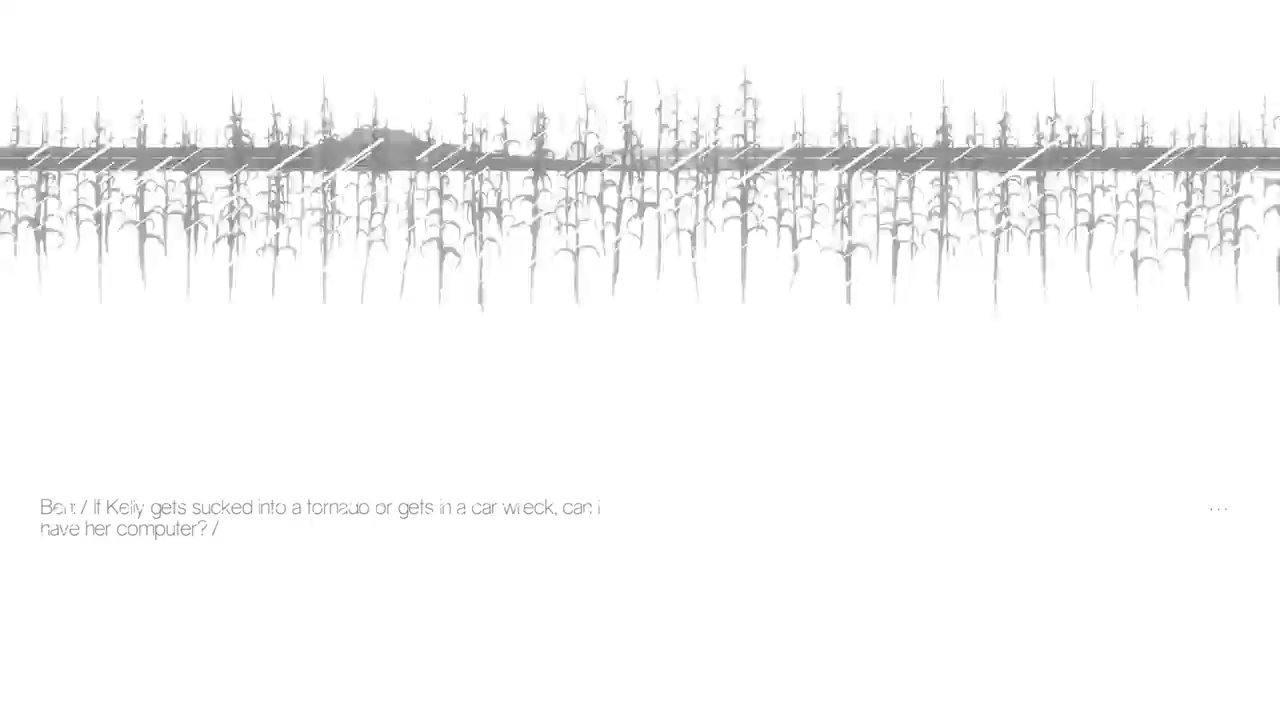 Ben / If Kelly gets sucked into a tornado or gets in a car wreck, can i
have her computer? /
...